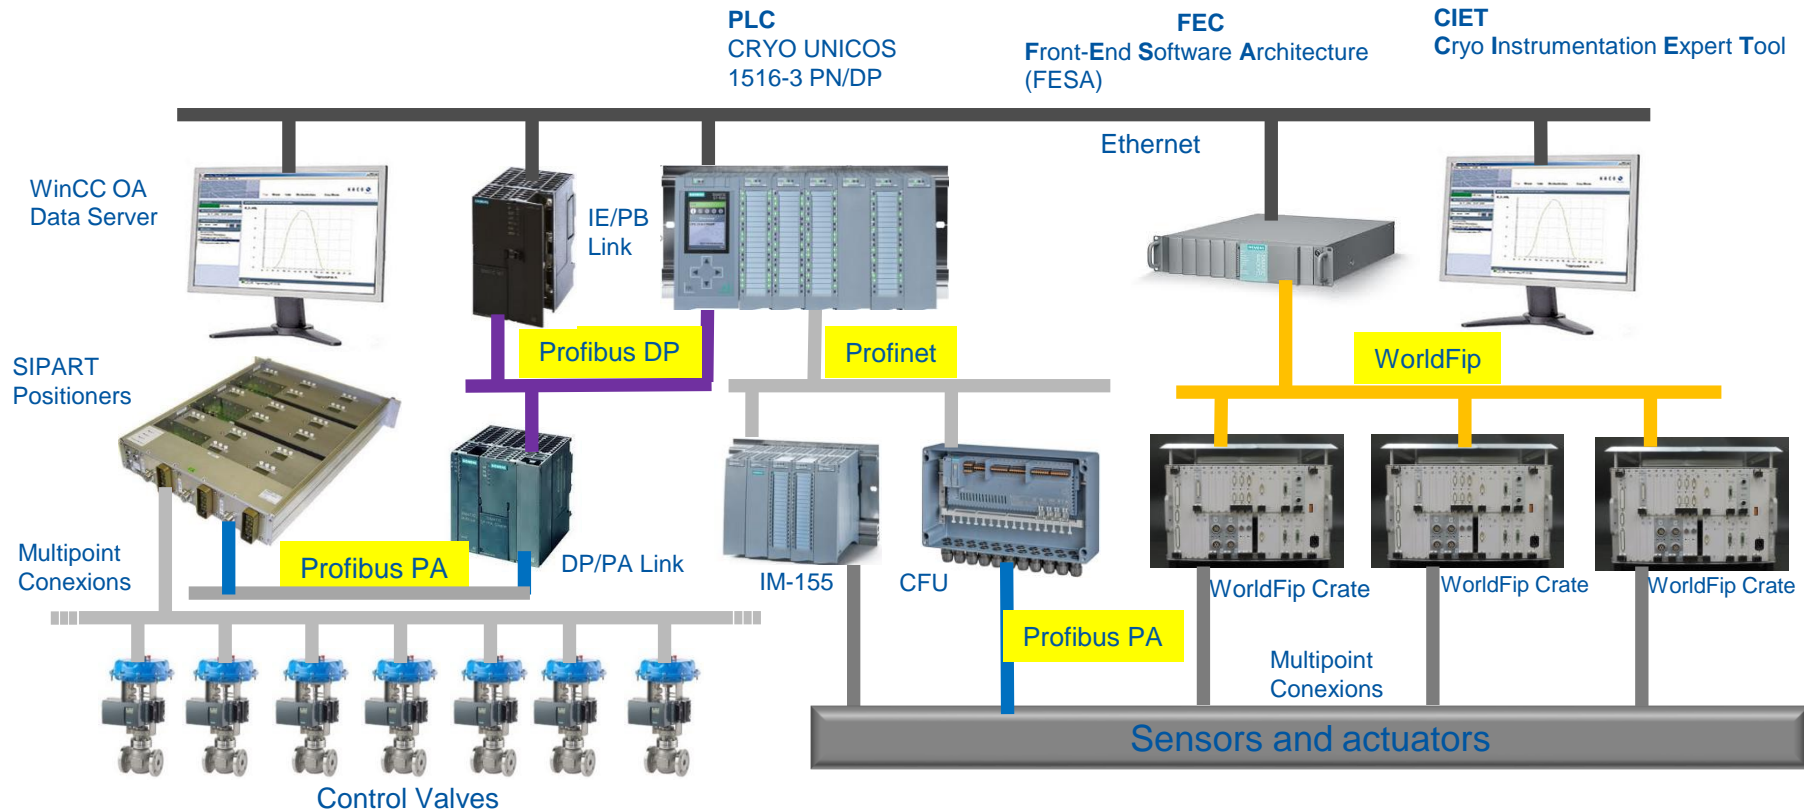 PLC
CRYO UNICOS
1516-3 PN/DP
FEC
Front-End Software Architecture
(FESA)
CIET
Cryo Instrumentation Expert Tool
Ethernet
WinCC OA
Data Server
IE/PB
Link
Profibus DP
Profinet
WorldFip
SIPART
Positioners
Multipoint
Conexions
Profibus PA
DP/PA Link
IM-155
CFU
WorldFip Crate
WorldFip Crate
WorldFip Crate
Profibus PA
Multipoint
Conexions
Sensors and actuators
Control Valves